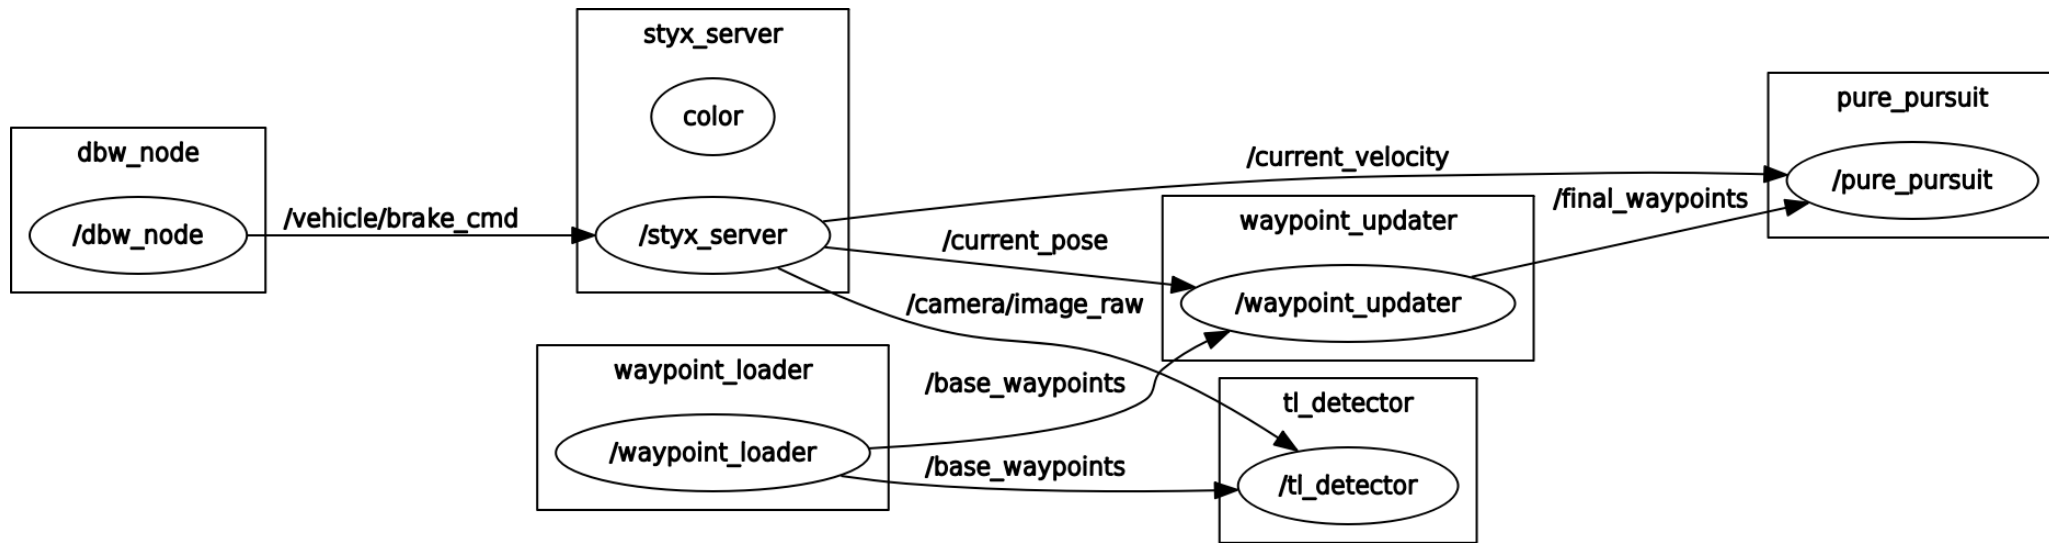 styx_server
color
pure_pursuit
dbw_node
/current_velocity
/pure_pursuit
/final_waypoints
/vehicle/brake_cmd
/dbw_node
/styx_server
waypoint_updater
/current_pose
/camera/image_raw
/waypoint_updater
waypoint_loader
/base_waypoints
tl_detector
/waypoint_loader
/base_waypoints
/tl_detector